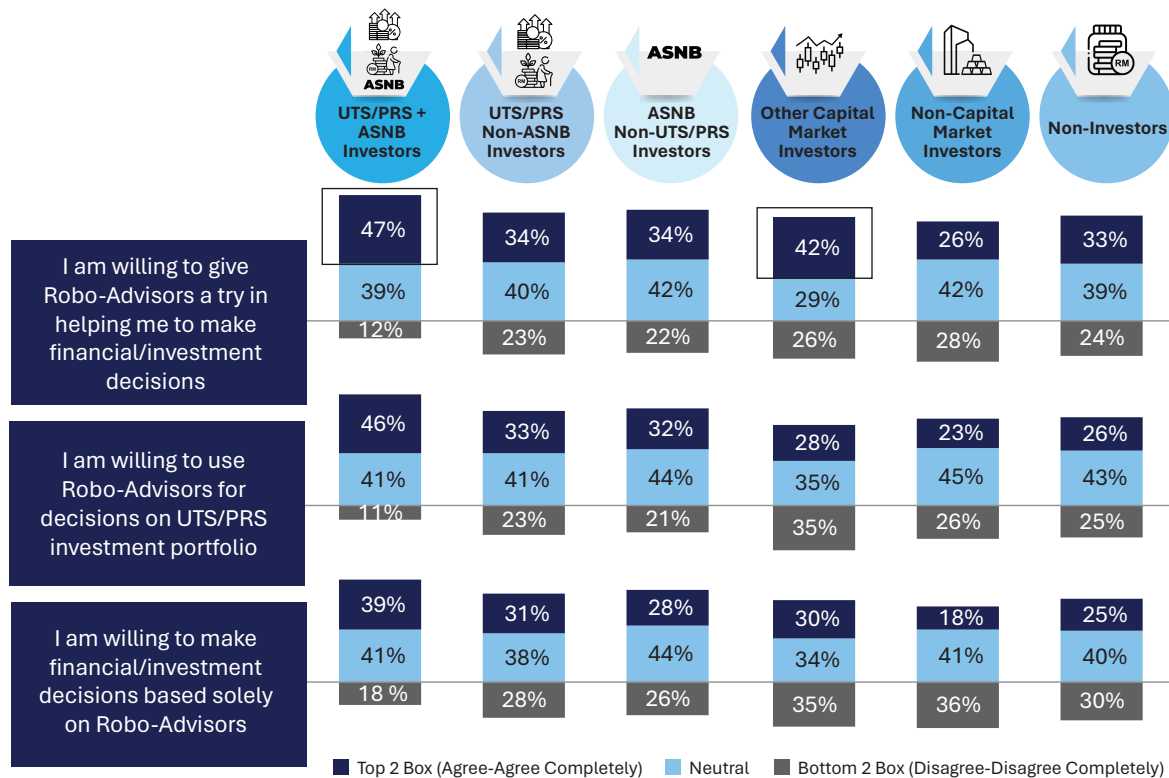 %
RM
ASNB
UTS/PRS +
ASNB
Investors
%
RM
UTS/PRS
Non-ASNB
Investors
ASNB
ASNB
Non-UTS/PRS
Investors
Other Capital
Market
Investors
Non-Capital
Market
Investors
RM
Non-Investors
I am willing to give
Robo-Advisors a try in
helping me to make
financial/investment
decisions
47% 34% 34% 42% 26% 33%
39% 40% 42% 29% 42% 39%
12% 23% 22% 26% 28% 24%
I am willing to use
Robo-Advisors for
decisions on UTS/PRS
investment portfolio
46% 33% 32% 28% 23% 26%
41% 41% 44% 35% 45% 43%
11% 23% 21% 35% 26% 25%
I am willing to make
financial/investment
decisions based solely
on Robo-Advisors
39% 31% 28% 30% 18% 25%
41% 38% 44% 34% 41% 40%
18 % 28% 26% 35% 36% 30%
Top 2 Box (Agree-Agree Completely) Neutral Bottom 2 Box (Disagree-Disagree Completely)